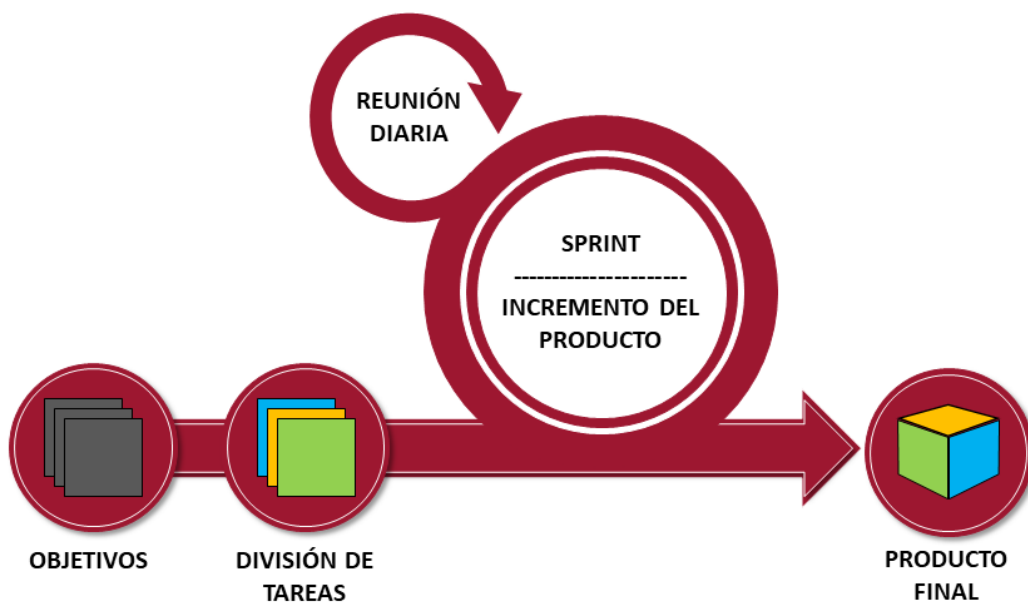 REUNIÓN
DIARIA
SPRINT
-----------------------
INCREMENTO DEL
PRODUCTO
OBJETIVOS
DIVISIÓN DE
TAREAS
PRODUCTO
FINAL